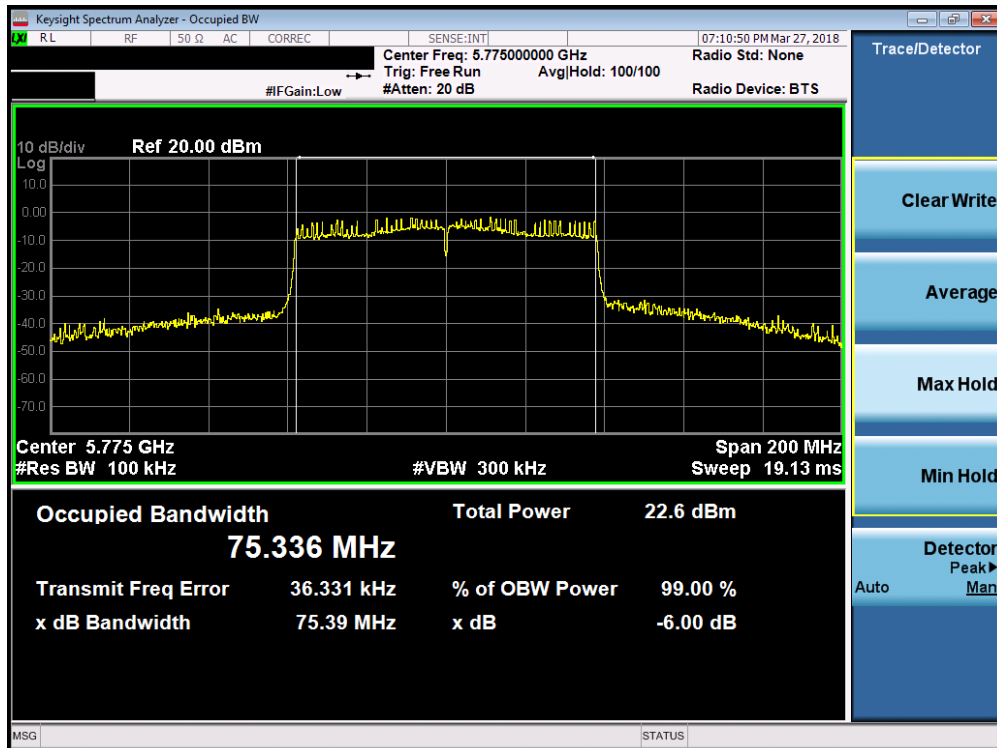 Keysight Spectrum Analyzer - Occupied BW
LXI RL RF 50 Ω AC CORREC SENSE:INT 07:10:50 PM Mar 27, 2018
Center Freq: 5.775000000 GHz Radio Std: None
Trig: Free Run Avg|Hold: 100/100
#IFGain:Low #Atten: 20 dB Radio Device: BTS
10 dB/div Ref 20.00 dBm
Log
10.0
0.00
-10.0
-20.0
-30.0
-40.0
-50.0
-60.0
-70.0
Center 5.775 GHz Span 200 MHz
#Res BW 100 kHz #VBW 300 kHz Sweep 19.13 ms
Occupied Bandwidth Total Power 22.6 dBm
75.336 MHz
Transmit Freq Error 36.331 kHz % of OBW Power 99.00 %
x dB Bandwidth 75.39 MHz x dB -6.00 dB
MSG STATUS
Trace/Detector
Clear Write
Average
Max Hold
Min Hold
Detector
Peak▶
Auto Man